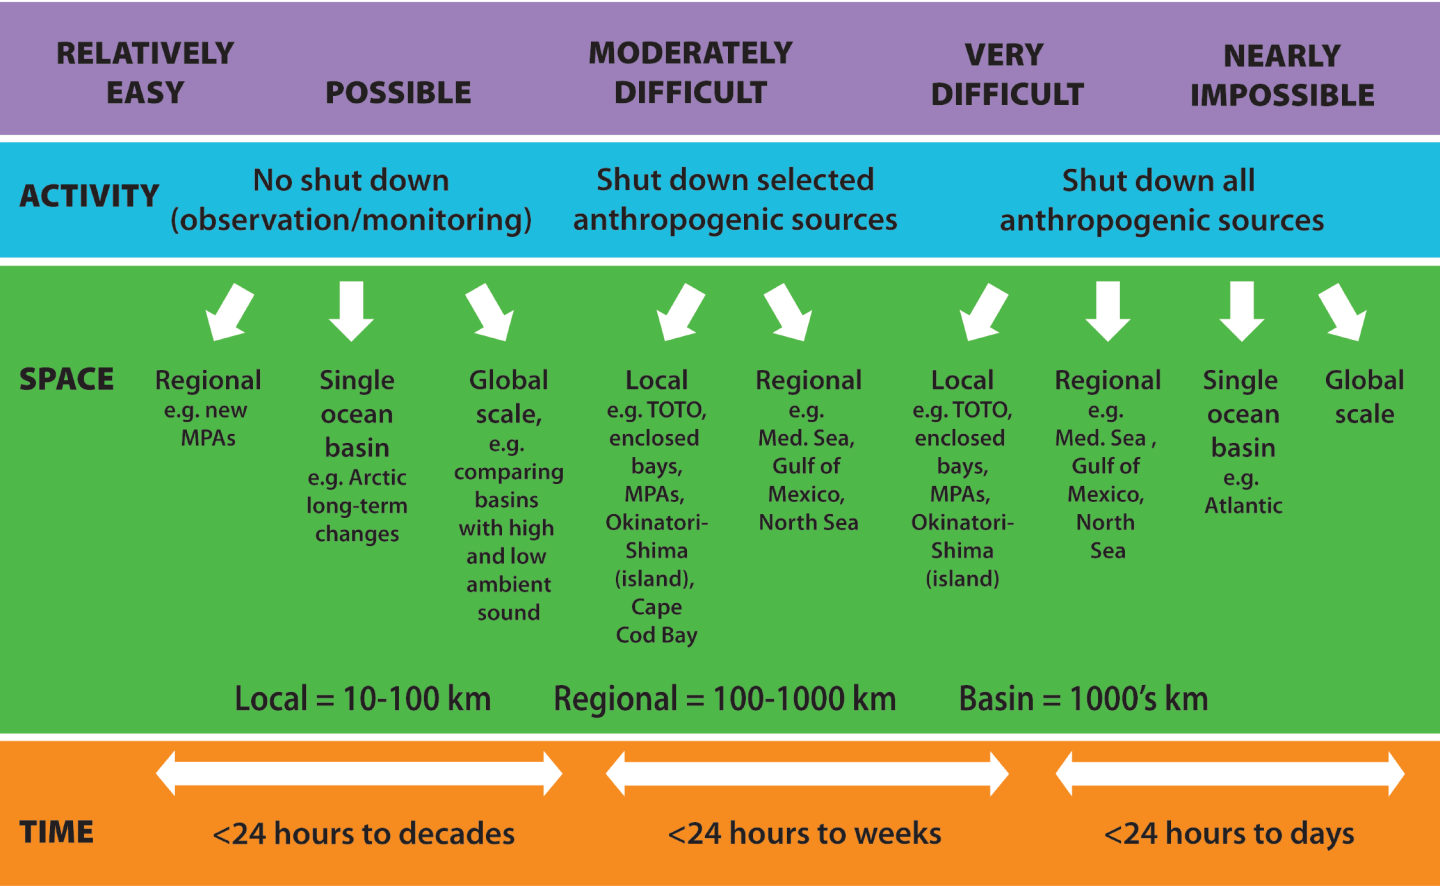 RELATIVELY
EASY
POSSIBLE
MODERATELY
DIFFICULT
VERY
DIFFICULT
NEARLY
IMPOSSIBLE
ACTIVITY
No shut down
(observation/monitoring)
Shut down selected
anthropogenic sources
Shut down all
anthropogenic sources
SPACE
Regional
e.g. new
MPAs
Single
ocean
basin
e.g. Arctic
long-term
changes
Global
scale,
e.g.
comparing
basins
with high
and low
ambient
sound
Local
e.g. TOTO,
enclosed
bays,
MPAs,
Okinatori-
Shima
(island),
Cape
Cod Bay
Regional
e.g.
Med. Sea,
Gulf of
Mexico,
North Sea
Local
e.g. TOTO,
enclosed
bays,
MPAs,
Okinatori-
Shima
(island)
Regional
e.g.
Med. Sea ,
Gulf of
Mexico,
North
Sea
Single
ocean
basin
e.g.
Atlantic
Global
scale
Local = 10-100 km
Regional = 100-1000 km
Basin = 1000's km
TIME
<24 hours to decades
<24 hours to weeks
<24 hours to days